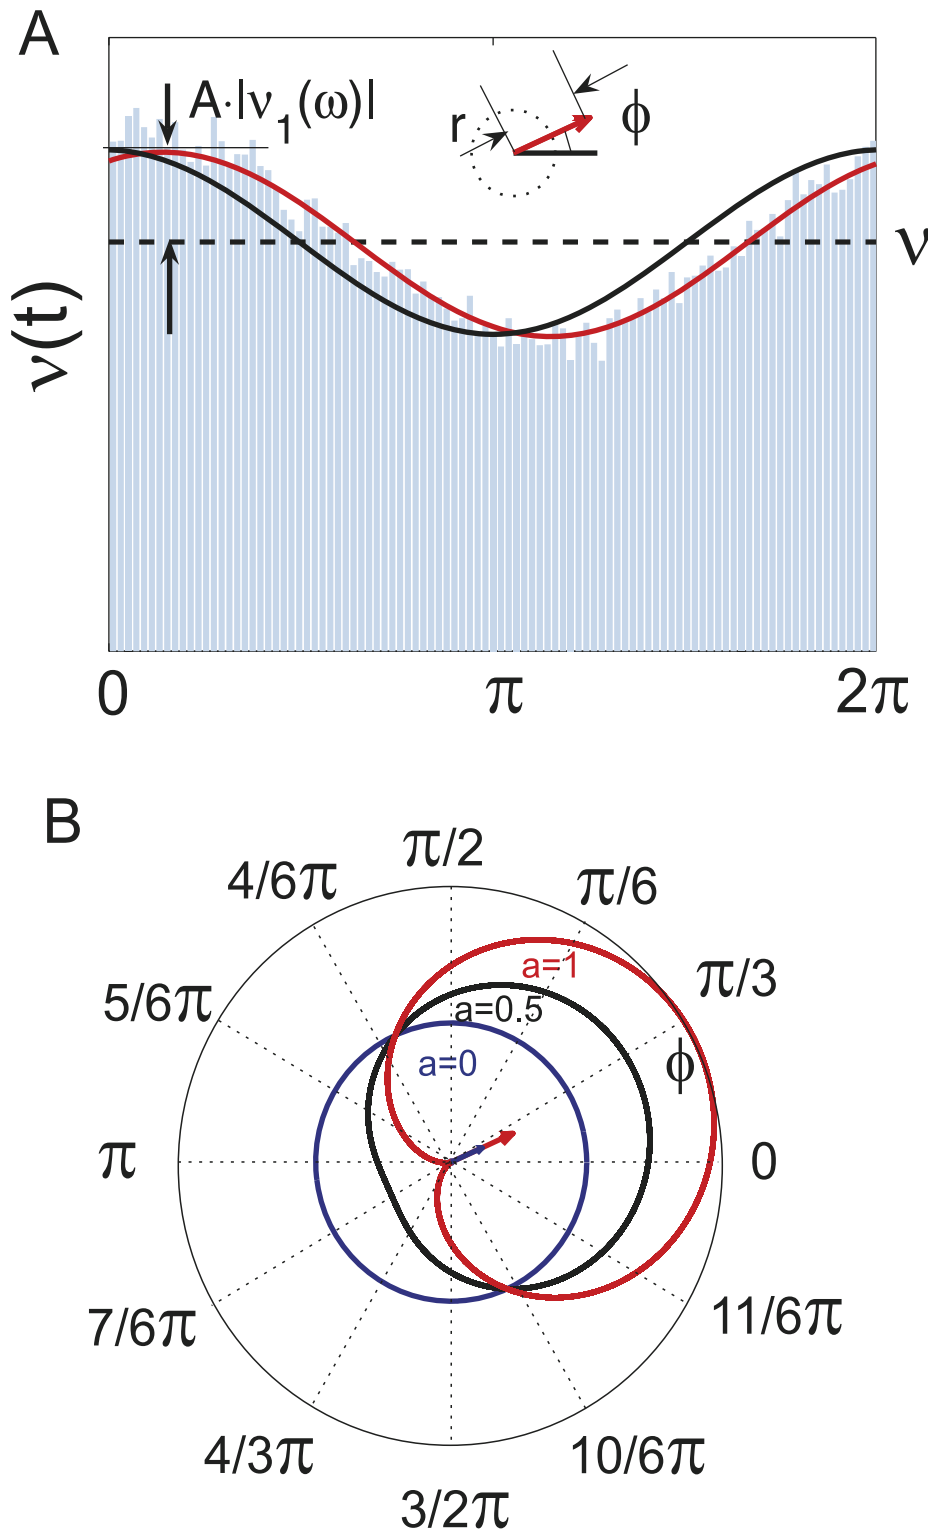 A
A·|ν₁(ω)|
r
ϕ
ν
ν(t)
0
π
2π
B
π/2
4/6π
π/6
a=1
π/3
5/6π
a=0.5
ϕ
a=0
π
0
7/6π
11/6π
4/3π
10/6π
3/2π